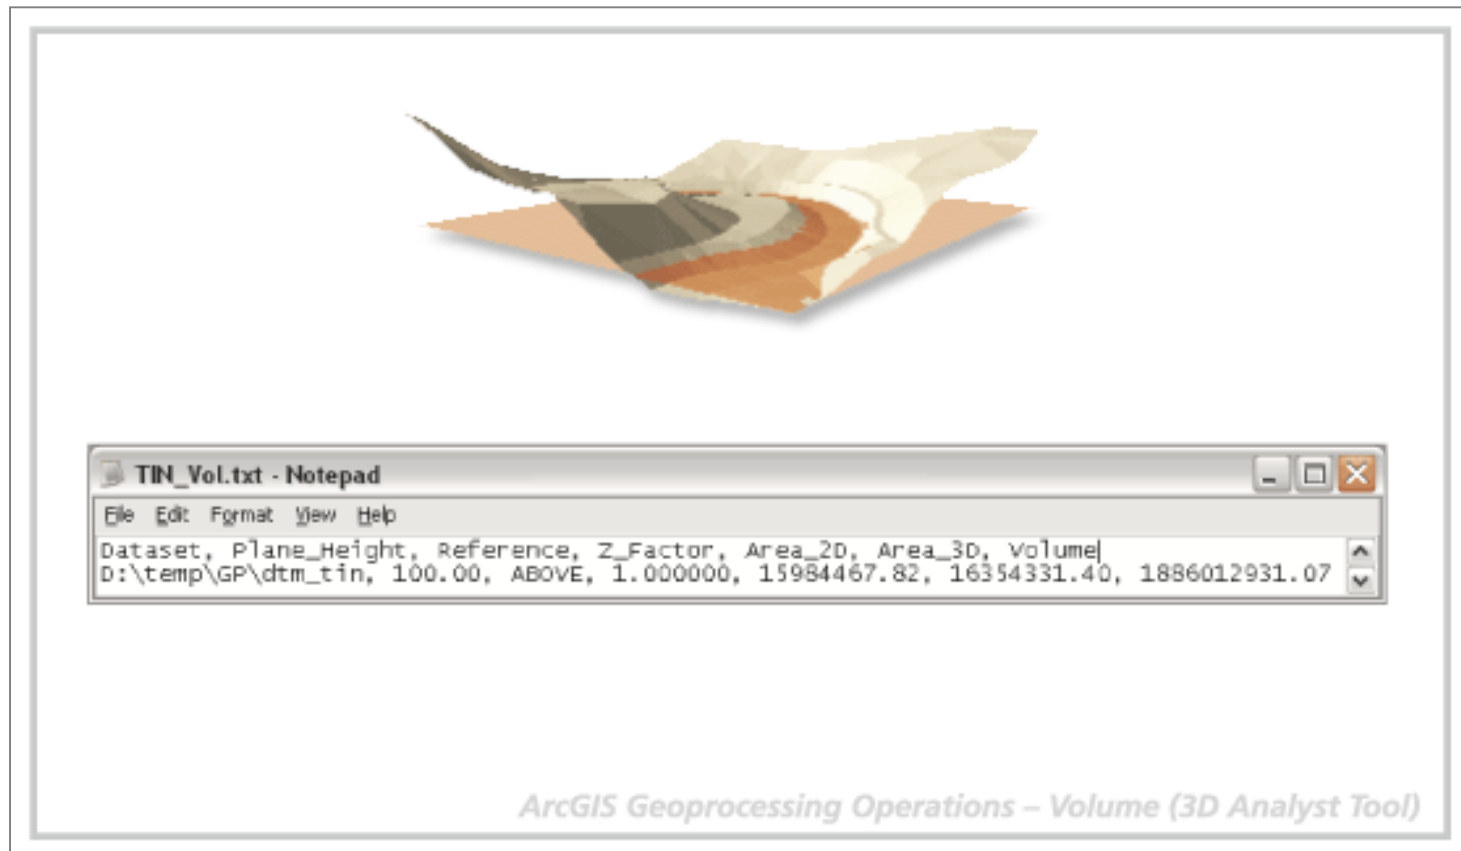 TIN_Vol.txt - Notepad
File Edit Format View Help
Dataset, Plane_Height, Reference, Z_Factor, Area_2D, Area_3D, Volume
D:\temp\GP\dtm_tin, 100.00, ABOVE, 1.000000, 15984467.82, 16354331.40, 1886012931.07
ArcGIS Geoprocessing Operations – Volume (3D Analyst Tool)